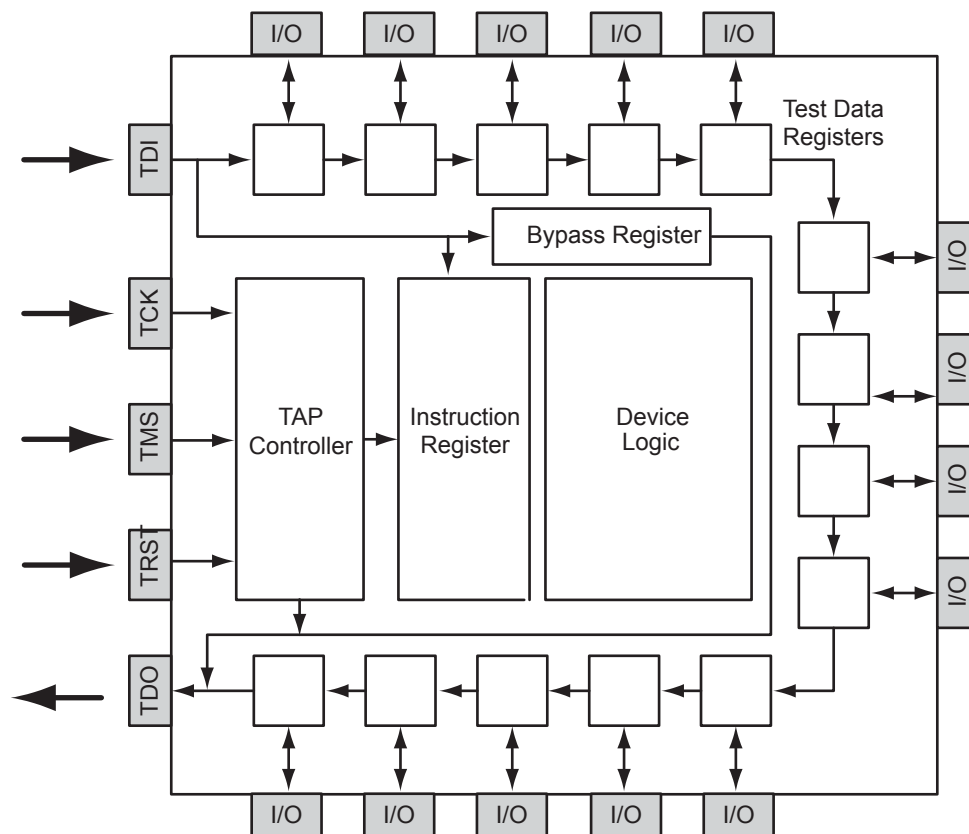 I/O
I/O
I/O
I/O
I/O
Test Data
Registers
TDI
Bypass Register
I/O
TCK
I/O
TAP
Controller
Instruction
Register
Device
Logic
TMS
I/O
TRST
I/O
TDO
I/O
I/O
I/O
I/O
I/O